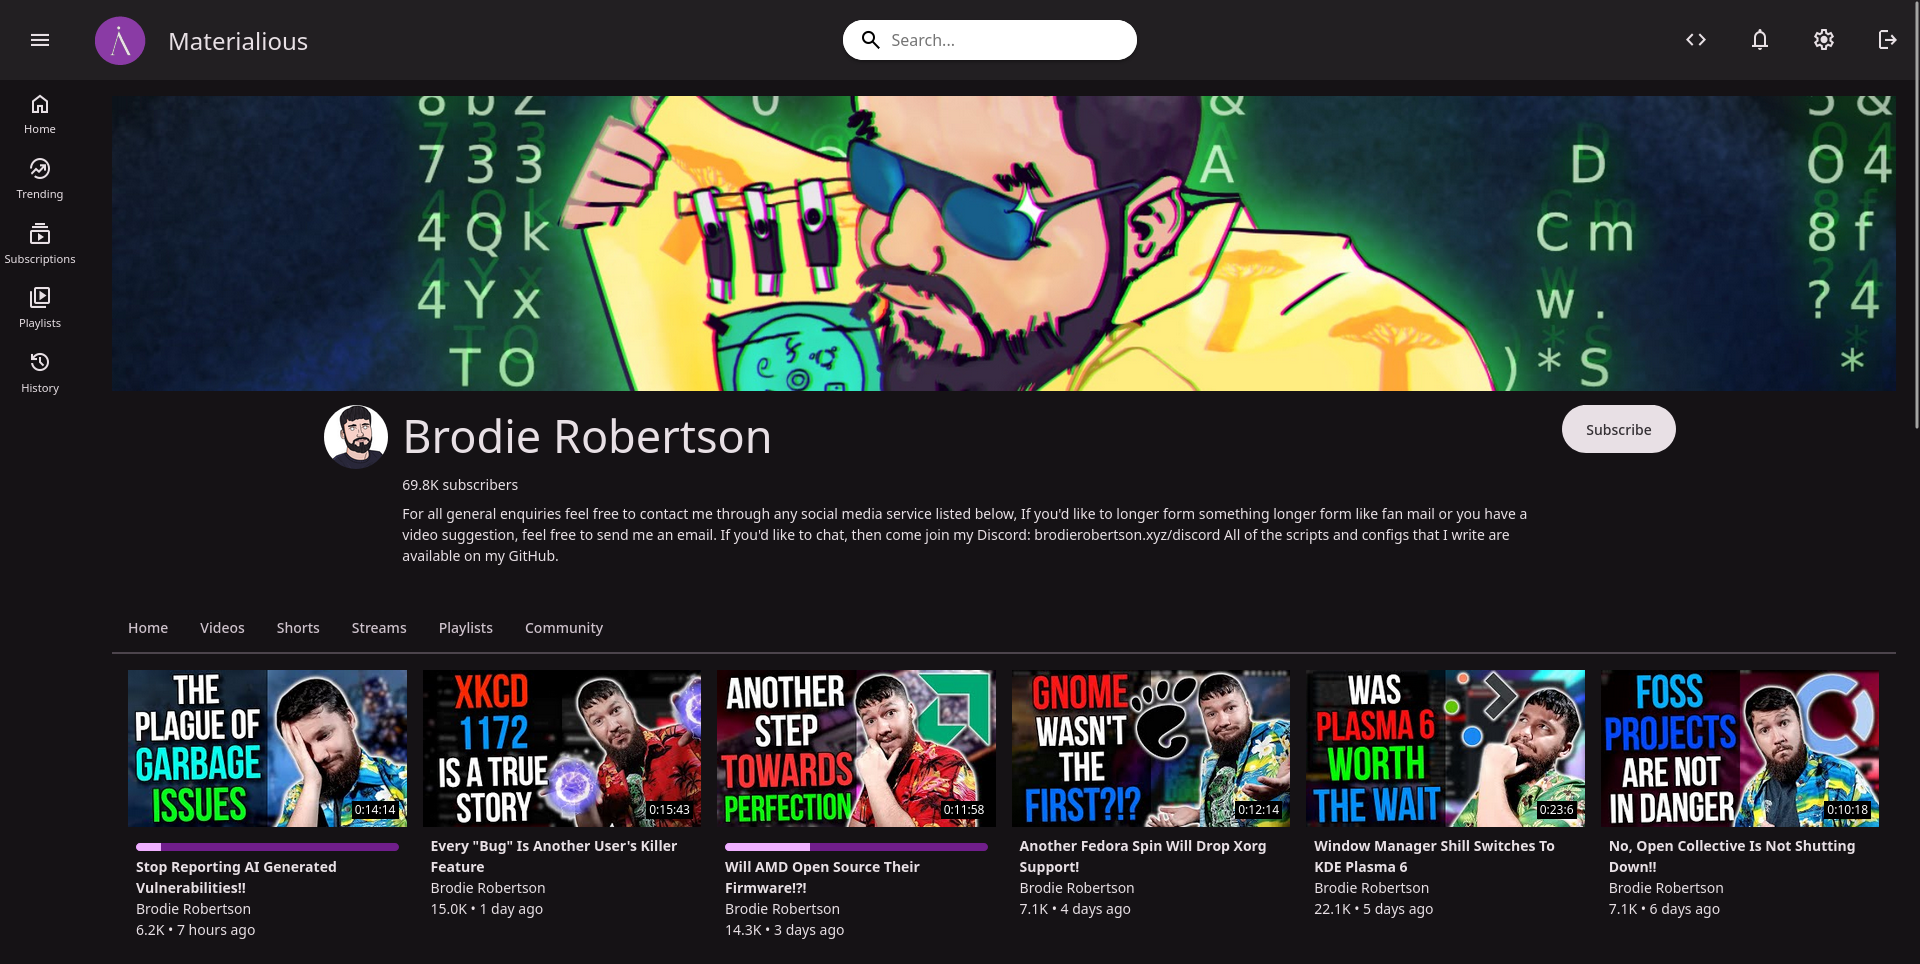 Materialious
Search...
Home
Trending
Subscriptions
Playlists
History
8 b Z
0
&
5 &
7 3 3
A
D
O 4
4 Q k
C m
8 f
4 Y x
w .
? 4
T O
) * S
*
Brodie Robertson
Subscribe
69.8K subscribers
For all general enquiries feel free to contact me through any social media service listed below, If you'd like to longer form something longer form like fan mail or you have a
video suggestion, feel free to send me an email. If you'd like to chat, then come join my Discord: brodierobertson.xyz/discord All of the scripts and configs that I write are
available on my GitHub.
Home
Videos
Shorts
Streams
Playlists
Community
THE
PLAGUE OF
GARBAGE
ISSUES
0:14:14
Stop Reporting AI Generated
Vulnerabilities!!
Brodie Robertson
6.2K • 7 hours ago
XKCD
1172
IS A TRUE
STORY
0:15:43
Every "Bug" Is Another User's Killer
Feature
Brodie Robertson
15.0K • 1 day ago
ANOTHER
STEP
TOWARDS
PERFECTION
0:11:58
Will AMD Open Source Their
Firmware!?!
Brodie Robertson
14.3K • 3 days ago
GNOME
WASN'T
THE
FIRST?!?
0:12:14
Another Fedora Spin Will Drop Xorg
Support!
Brodie Robertson
7.1K • 4 days ago
WAS
PLASMA 6
WORTH
THE WAIT
0:23:6
Window Manager Shill Switches To
KDE Plasma 6
Brodie Robertson
22.1K • 5 days ago
FOSS
PROJECTS
ARE NOT
IN DANGER
0:10:18
No, Open Collective Is Not Shutting
Down!!
Brodie Robertson
7.1K • 6 days ago